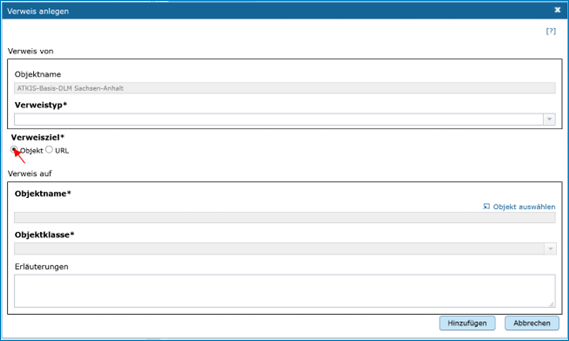 Verweis anlegen
[?]
Verweis von
Objektname
ATKIS-Basis-DLM Sachsen-Anhalt
Verweistyp*
Verweisziel*
Objekt URL
Verweis auf
Objektname*
Objekt auswählen
Objektklasse*
Erläuterungen
Hinzufügen Abbrechen